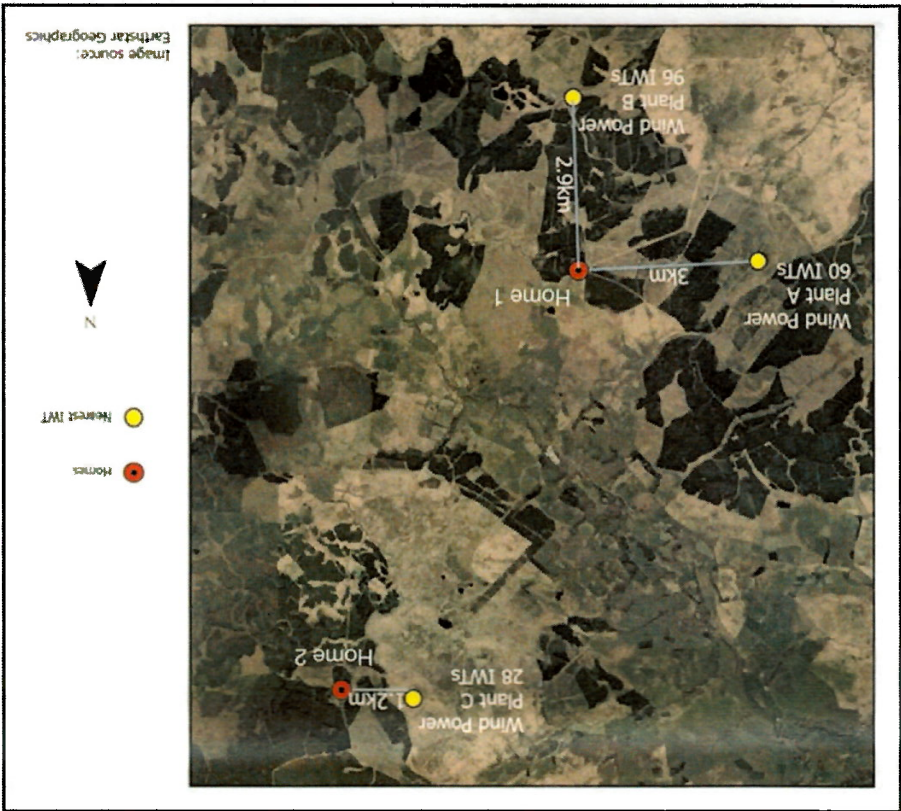 Wind Power
Plant C
28 IWTs
1.2km
Home 2
Homes
Nearest IWT
N
Wind Power
Plant A
60 IWTs
3km
Home 1
2.9km
Wind Power
Plant B
96 IWTs
Image source:
Earthstar Geographics